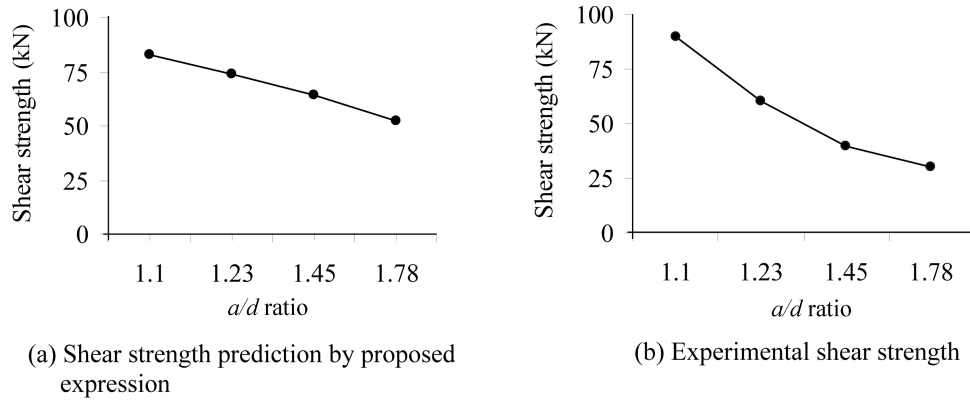 Shear strength (kN)
100
75
50
25
0
1.1 1.23 1.45 1.78
a/d ratio
(a) Shear strength prediction by proposed
expression
Shear strength (kN)
100
75
50
25
0
1.1 1.23 1.45 1.78
a/d ratio
(b) Experimental shear strength